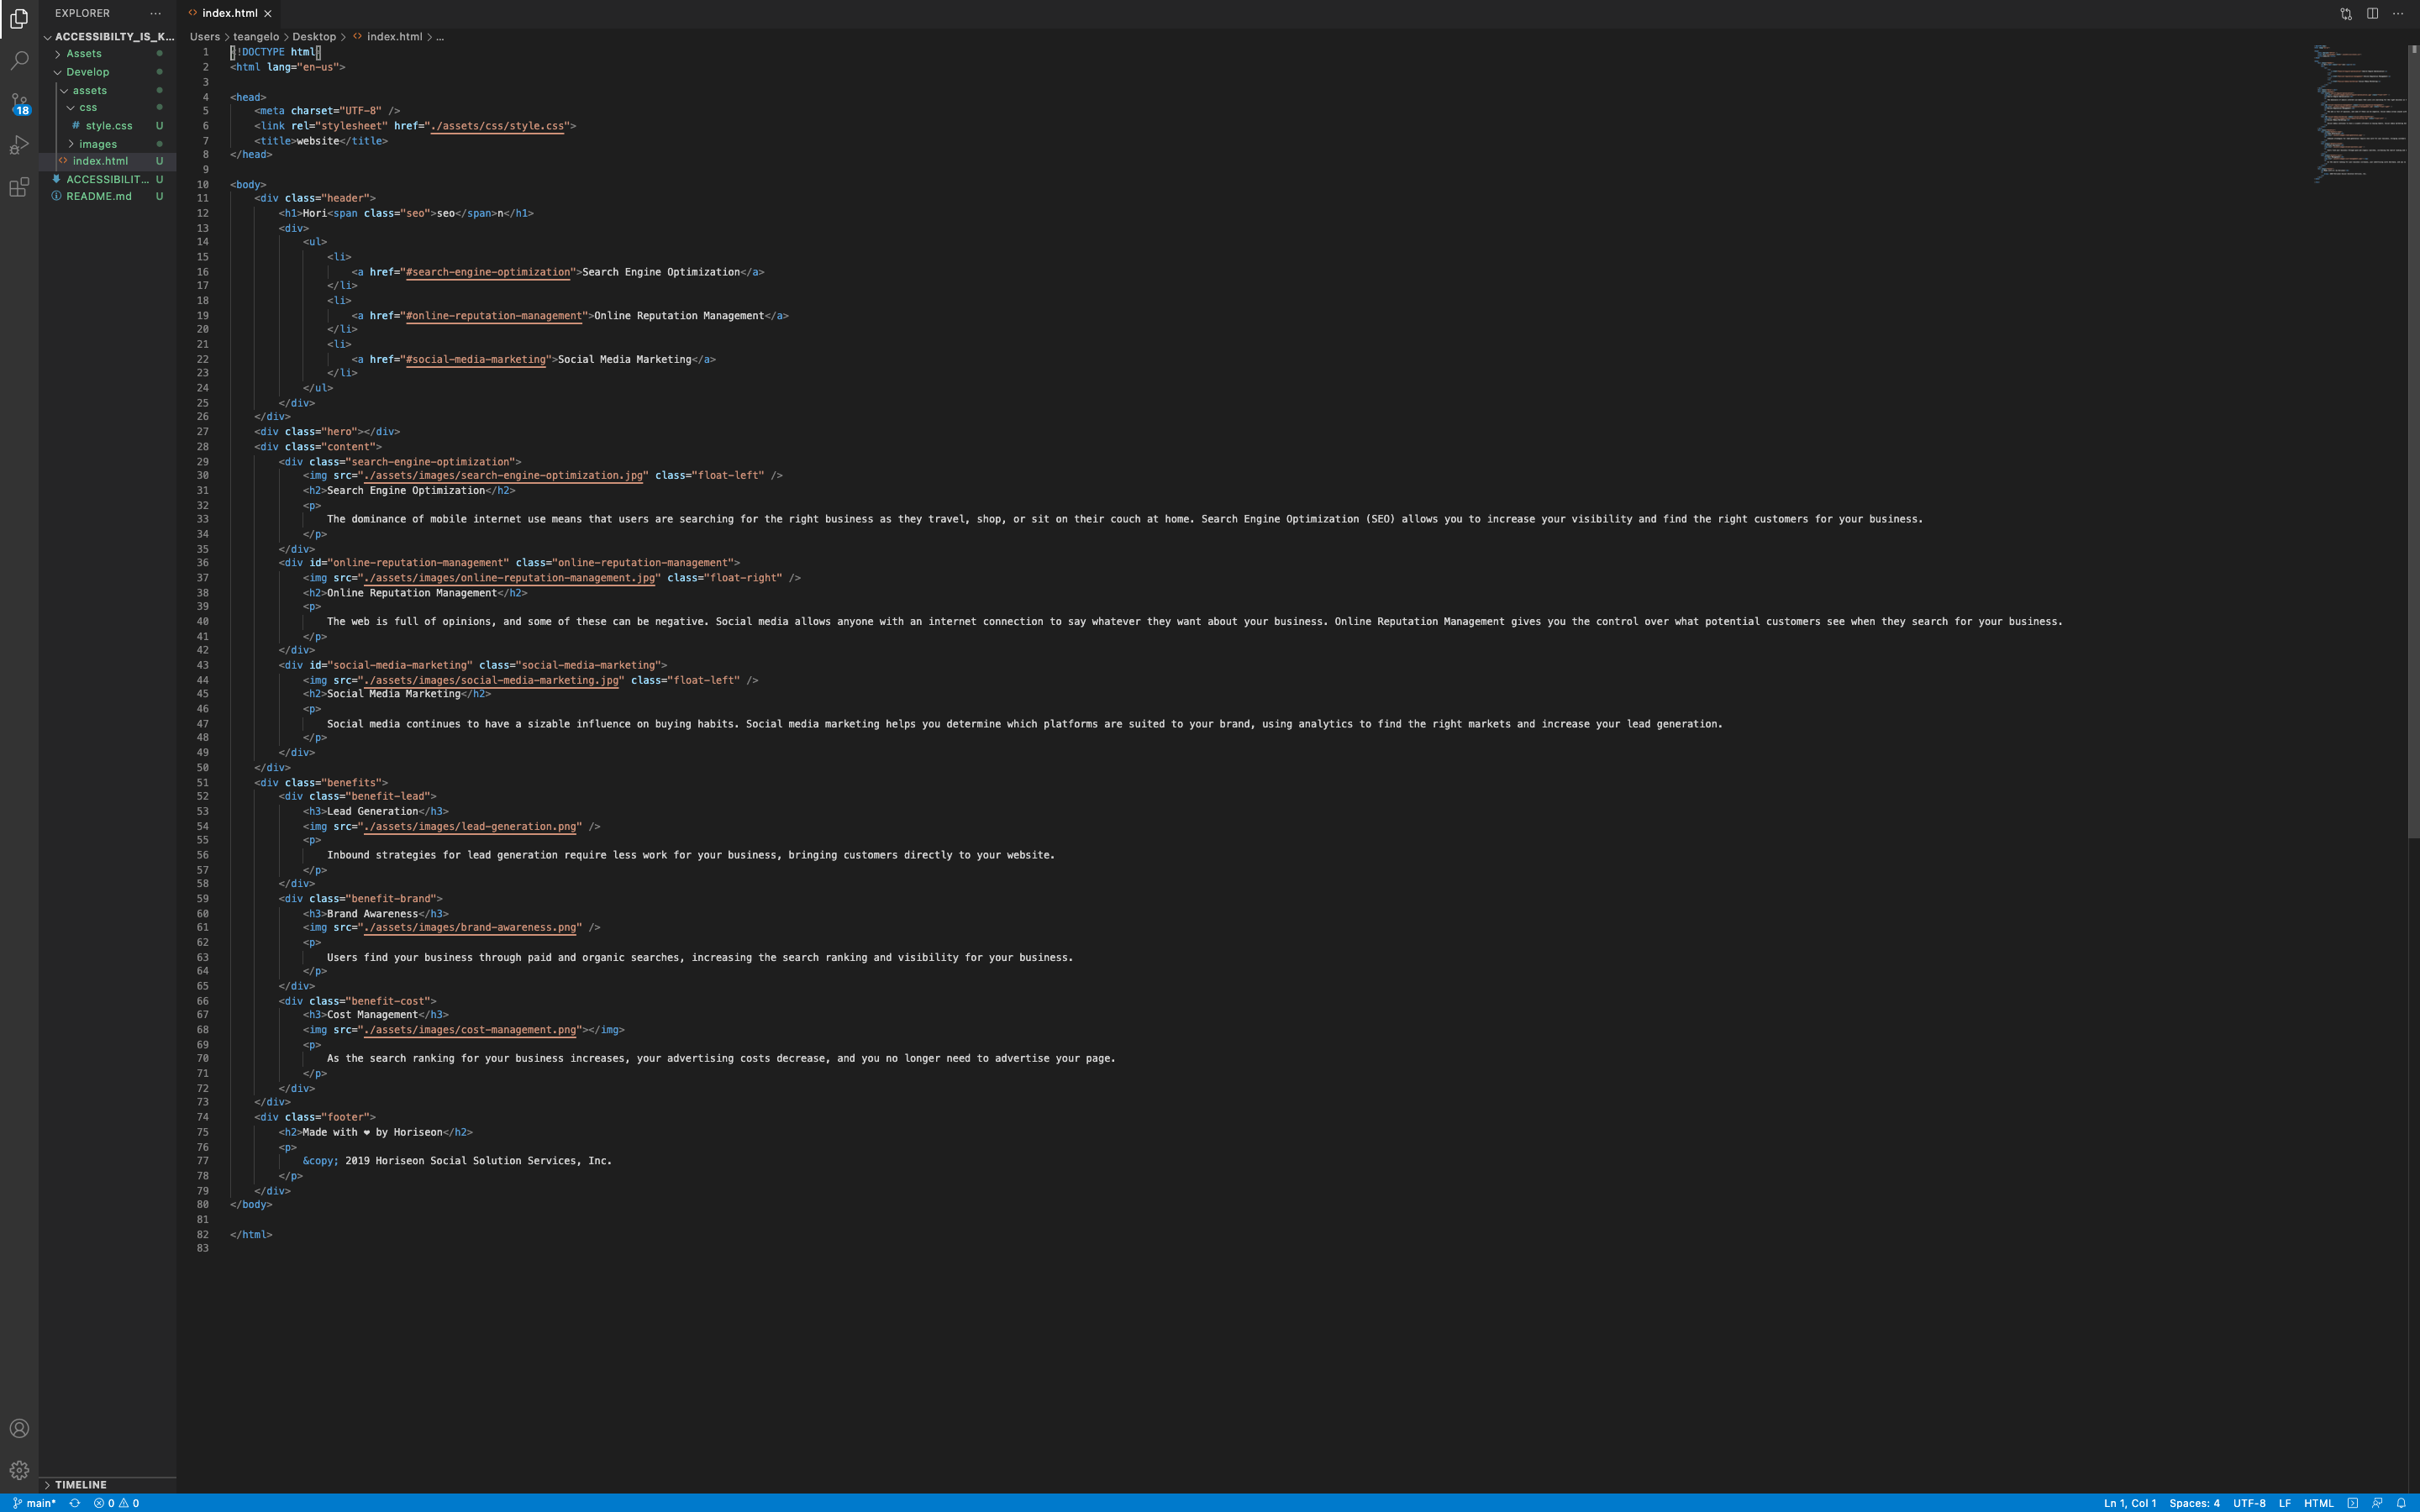 EXPLORER
ACCESSIBILTY_IS_K...
Assets
Develop
assets
css
# style.css U
images
index.html U
ACCESSIBILIT... U
README.md U
TIMELINE
18
index.html
Users > teangelo > Desktop > index.html > ...
1 <!DOCTYPE html>
2 <html lang="en-us">
3
4 <head>
5 <meta charset="UTF-8" />
6 <link rel="stylesheet" href="./assets/css/style.css">
7 <title>website</title>
8 </head>
9
10 <body>
11 <div class="header">
12 <h1>Hori<span class="seo">seo</span>n</h1>
13 <div>
14 <ul>
15 <li>
16 <a href="#search-engine-optimization">Search Engine Optimization</a>
17 </li>
18 <li>
19 <a href="#online-reputation-management">Online Reputation Management</a>
20 </li>
21 <li>
22 <a href="#social-media-marketing">Social Media Marketing</a>
23 </li>
24 </ul>
25 </div>
26 </div>
27 <div class="hero"></div>
28 <div class="content">
29 <div class="search-engine-optimization">
30 <img src="./assets/images/search-engine-optimization.jpg" class="float-left" />
31 <h2>Search Engine Optimization</h2>
32 <p>
33 The dominance of mobile internet use means that users are searching for the right business as they travel, shop, or sit on their couch at home. Search Engine Optimization (SEO) allows you to increase your visibility and find the right customers for your business.
34 </p>
35 </div>
36 <div id="online-reputation-management" class="online-reputation-management">
37 <img src="./assets/images/online-reputation-management.jpg" class="float-right" />
38 <h2>Online Reputation Management</h2>
39 <p>
40 The web is full of opinions, and some of these can be negative. Social media allows anyone with an internet connection to say whatever they want about your business. Online Reputation Management gives you the control over what potential customers see when they search for your business.
41 </p>
42 </div>
43 <div id="social-media-marketing" class="social-media-marketing">
44 <img src="./assets/images/social-media-marketing.jpg" class="float-left" />
45 <h2>Social Media Marketing</h2>
46 <p>
47 Social media continues to have a sizable influence on buying habits. Social media marketing helps you determine which platforms are suited to your brand, using analytics to find the right markets and increase your lead generation.
48 </p>
49 </div>
50 </div>
51 <div class="benefits">
52 <div class="benefit-lead">
53 <h3>Lead Generation</h3>
54 <img src="./assets/images/lead-generation.png" />
55 <p>
56 Inbound strategies for lead generation require less work for your business, bringing customers directly to your website.
57 </p>
58 </div>
59 <div class="benefit-brand">
60 <h3>Brand Awareness</h3>
61 <img src="./assets/images/brand-awareness.png" />
62 <p>
63 Users find your business through paid and organic searches, increasing the search ranking and visibility for your business.
64 </p>
65 </div>
66 <div class="benefit-cost">
67 <h3>Cost Management</h3>
68 <img src="./assets/images/cost-management.png"></img>
69 <p>
70 As the search ranking for your business increases, your advertising costs decrease, and you no longer need to advertise your page.
71 </p>
72 </div>
73 </div>
74 <div class="footer">
75 <h2>Made with ❤ by Horiseon</h2>
76 <p>
77 &copy; 2019 Horiseon Social Solution Services, Inc.
78 </p>
79 </div>
80 </body>
81
82 </html>
83
main* 0 0 Ln 1, Col 1 Spaces: 4 UTF-8 LF HTML